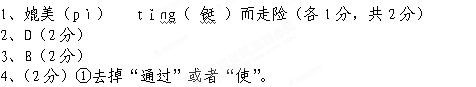 1、媲美（pì）　tǐng（ 铤 ）而走险（各1分，共2分）
2、D（2分）
3、B（2分）
4、（2分）①去掉“通过”或者“使”。